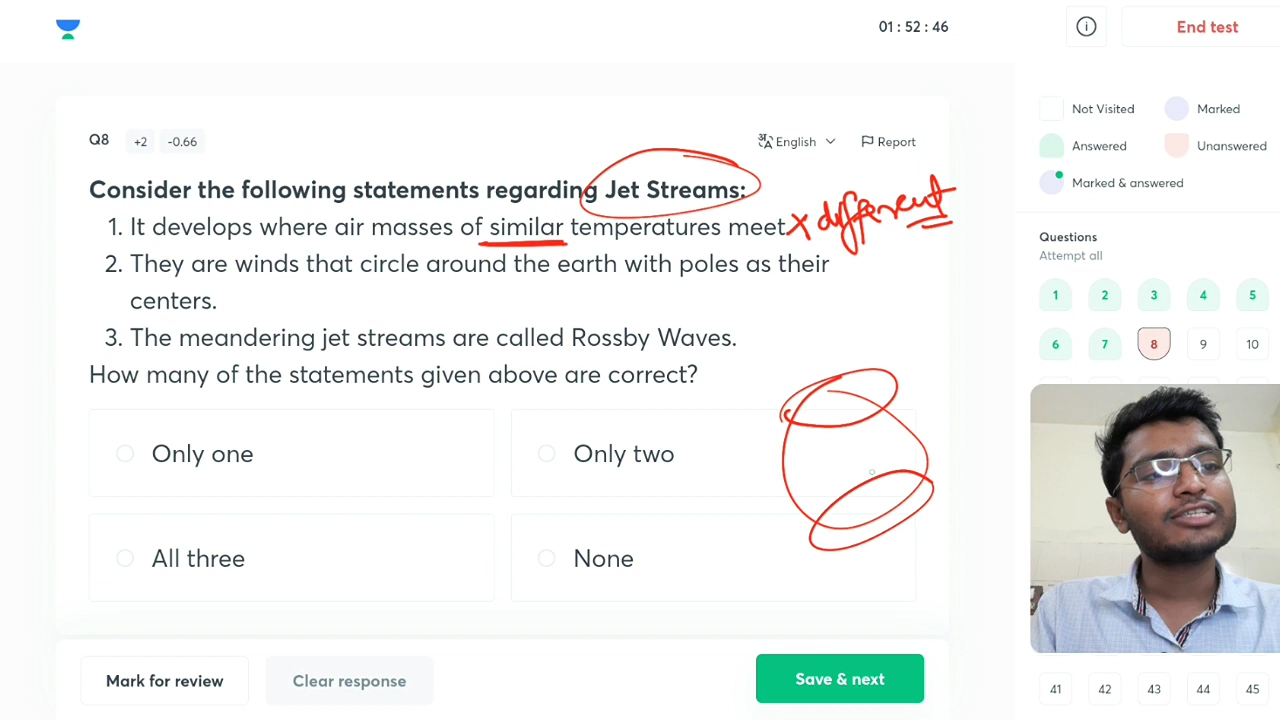 01 : 52 : 46
End test
Q8 +2 -0.66
English
Report
Not Visited
Marked
Answered
Unanswered
Marked & answered
Consider the following statements regarding Jet Streams:
1. It develops where air masses of similar temperatures meet. × different
2. They are winds that circle around the earth with poles as their
centers.
3. The meandering jet streams are called Rossby Waves.
How many of the statements given above are correct?
Only one
Only two
All three
None
Questions
Attempt all
1 2 3 4 5
6 7 8 9 10
41 42 43 44 45
Mark for review
Clear response
Save & next